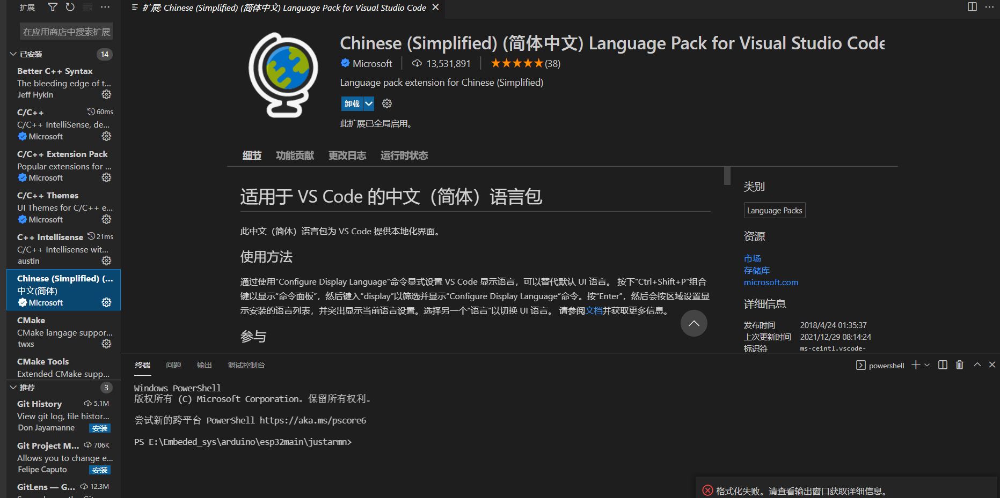 扩展
在应用商店中搜索扩展
已安装 14
Better C++ Syntax
The bleeding edge of t...
Jeff Hykin
C/C++ 60ms
C/C++ IntelliSense, de...
Microsoft
C/C++ Extension Pack
Popular extensions for ...
Microsoft
C/C++ Themes
UI Themes for C/C++ e...
Microsoft
C++ Intellisense 21ms
C/C++ Intellisense wit...
austin
Chinese (Simplified) (...
中文(简体)
Microsoft
CMake
CMake langage suppor...
twxs
CMake Tools
Extended CMake supp...
推荐 3
Git History 5.1M
View git log, file histor...
Don Jayamanne 安装
Git Project M... 706K
Allows you to change e...
Felipe Caputo 安装
GitLens — G... 12.3M
扩展: Chinese (Simplified) (简体中文) Language Pack for Visual Studio Code
Chinese (Simplified) (简体中文) Language Pack for Visual Studio Code
Microsoft 13,531,891 ★★★★★(38)
Language pack extension for Chinese (Simplified)
卸载
此扩展已全局启用。
细节 功能贡献 更改日志 运行时状态
适用于 VS Code 的中文（简体）语言包
此中文（简体）语言包为 VS Code 提供本地化界面。
使用方法
通过使用“Configure Display Language”命令显式设置 VS Code 显示语言，可以替代默认 UI 语言。 按下“Ctrl+Shift+P”组合
键以显示“命令面板”，然后键入“display”以筛选并显示“Configure Display Language”命令。按“Enter”，然后会按区域设置显
示安装的语言列表，并突出显示当前语言设置。选择另一个“语言”以切换 UI 语言。 请参阅文档并获取更多信息。
参与
类别
Language Packs
资源
市场
存储库
microsoft.com
详细信息
发布时间 2018/4/24 01:35:37
上次更新时间 2021/12/29 08:14:24
标识符 ms-ceintl.vscode-
终端 问题 输出 调试控制台 powershell
Windows PowerShell
版权所有 (C) Microsoft Corporation。保留所有权利。
尝试新的跨平台 PowerShell https://aka.ms/pscore6
PS E:\Embeded_sys\arduino\esp32main\justarmn>
格式化失败。请查看输出窗口获取详细信息。